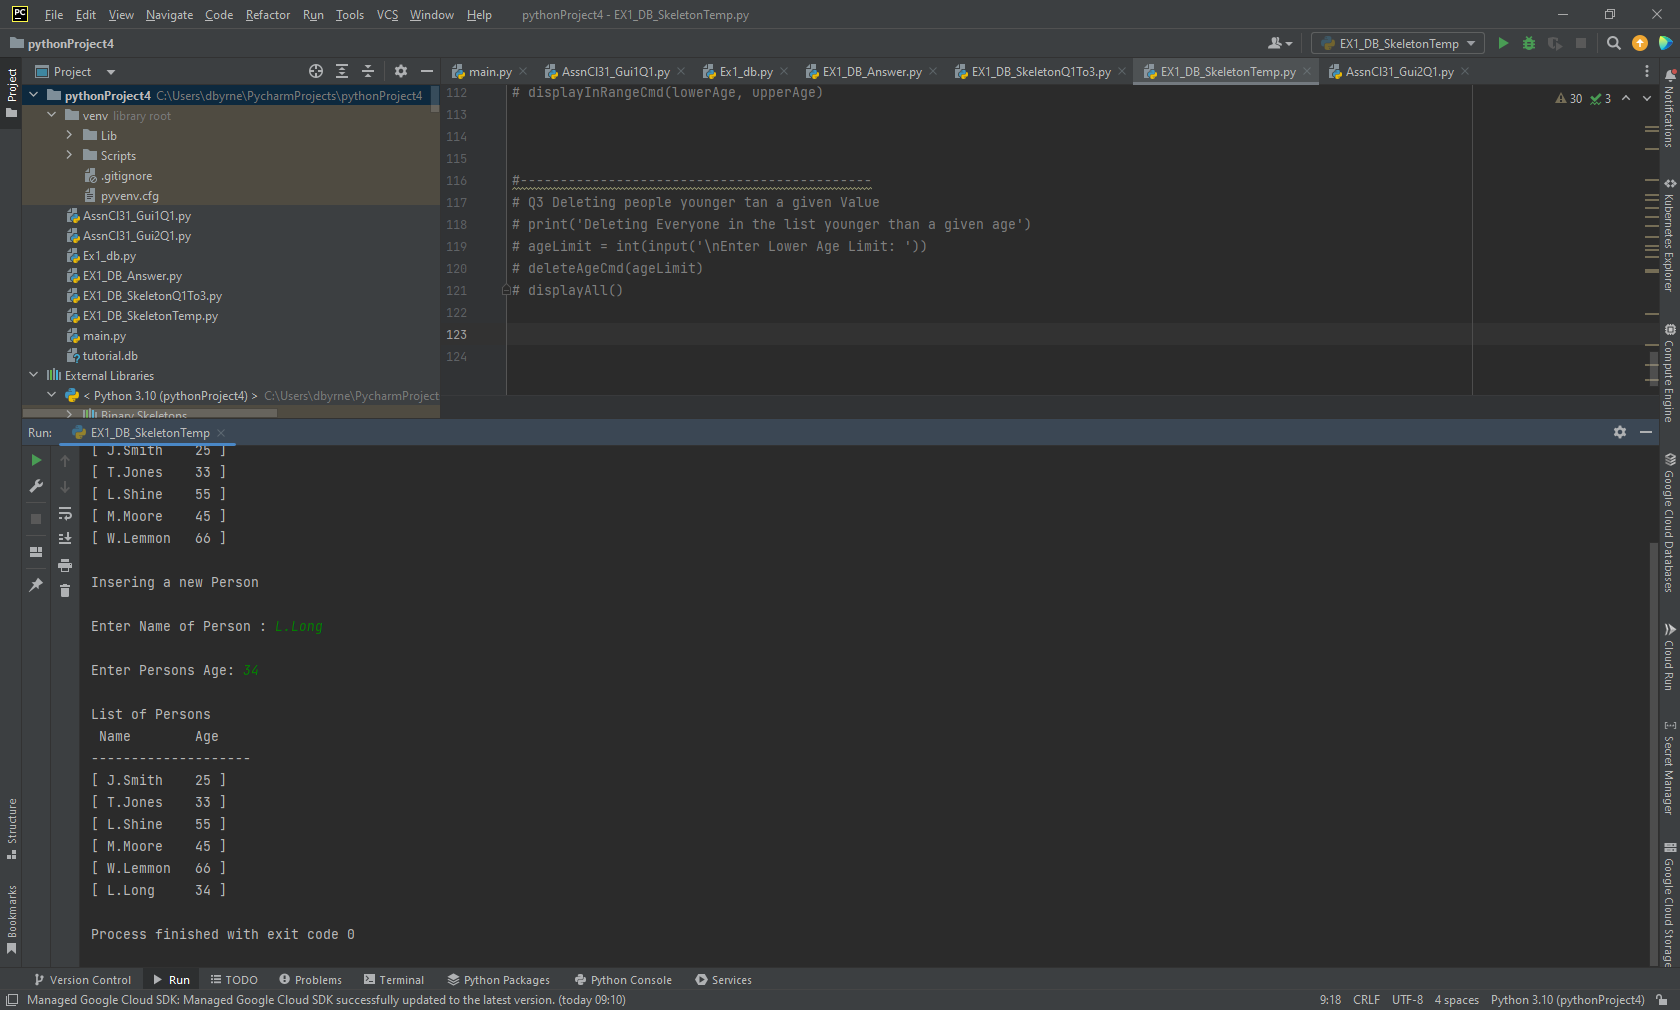 PC File Edit View Navigate Code Refactor Run Tools VCS Window Help pythonProject4 - EX1_DB_SkeletonTemp.py
pythonProject4 EX1_DB_SkeletonTemp
Project main.py AssnCl31_Gui1Q1.py Ex1_db.py EX1_DB_Answer.py EX1_DB_SkeletonQ1To3.py EX1_DB_SkeletonTemp.py AssnCl31_Gui2Q1.py
Project
pythonProject4 C:\Users\dbyrne\PycharmProjects\pythonProject4
venv library root
Lib
Scripts
.gitignore
pyvenv.cfg
AssnCl31_Gui1Q1.py
AssnCl31_Gui2Q1.py
Ex1_db.py
EX1_DB_Answer.py
EX1_DB_SkeletonQ1To3.py
EX1_DB_SkeletonTemp.py
main.py
tutorial.db
External Libraries
< Python 3.10 (pythonProject4) > C:\Users\dbyrne\PycharmProject
Binary Skeletons
112 # displayInRangeCmd(lowerAge, upperAge)
113
114
115
116 #--------------------------------------------
117 # Q3 Deleting people younger tan a given Value
118 # print('Deleting Everyone in the list younger than a given age')
119 # ageLimit = int(input('\nEnter Lower Age Limit: '))
120 # deleteAgeCmd(ageLimit)
121 # displayAll()
122
123
124
30 3
Notifications
Kubernetes Explorer
Compute Engine
Google Cloud Databases
Cloud Run
Secret Manager
Google Cloud Storage
Run: EX1_DB_SkeletonTemp
[ J.Smith 25 ]
[ T.Jones 33 ]
[ L.Shine 55 ]
[ M.Moore 45 ]
[ W.Lemmon 66 ]
Insering a new Person
Enter Name of Person : L.Long
Enter Persons Age: 34
List of Persons
Name Age
--------------------
[ J.Smith 25 ]
[ T.Jones 33 ]
[ L.Shine 55 ]
[ M.Moore 45 ]
[ W.Lemmon 66 ]
[ L.Long 34 ]
Process finished with exit code 0
Structure
Bookmarks
Version Control Run TODO Problems Terminal Python Packages Python Console Services
Managed Google Cloud SDK: Managed Google Cloud SDK successfully updated to the latest version. (today 09:10) 9:18 CRLF UTF-8 4 spaces Python 3.10 (pythonProject4)